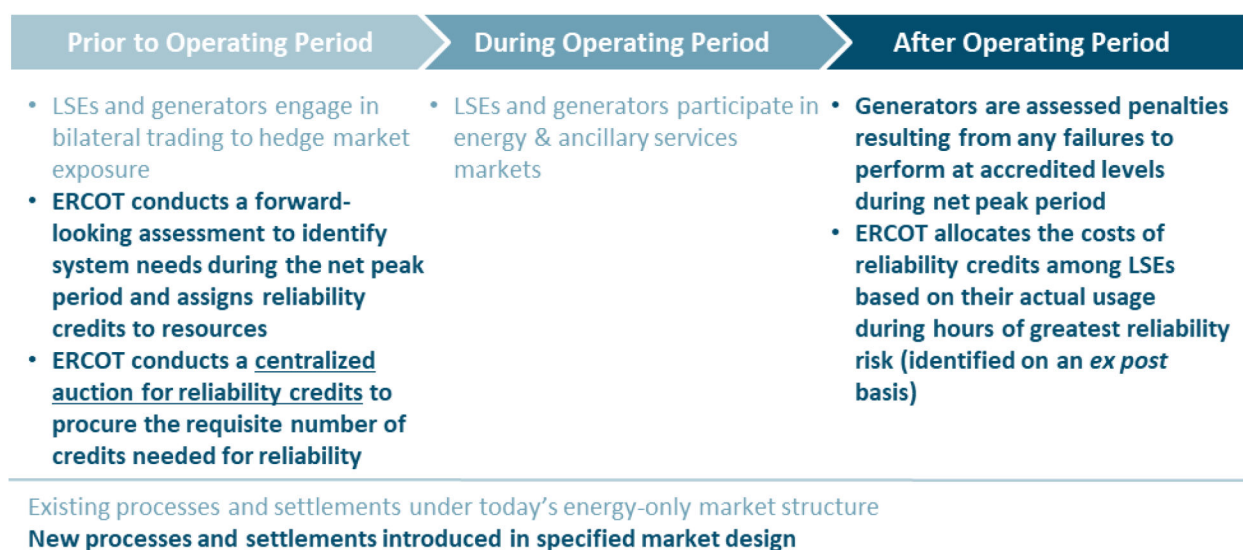 Prior to Operating Period
During Operating Period
After Operating Period
• LSEs and generators engage in
bilateral trading to hedge market
exposure
• ERCOT conducts a forward-
looking assessment to identify
system needs during the net peak
period and assigns reliability
credits to resources
• ERCOT conducts a centralized
auction for reliability credits to
procure the requisite number of
credits needed for reliability
• LSEs and generators participate in
energy & ancillary services
markets
• Generators are assessed penalties
resulting from any failures to
perform at accredited levels
during net peak period
• ERCOT allocates the costs of
reliability credits among LSEs
based on their actual usage
during hours of greatest reliability
risk (identified on an ex post
basis)
Existing processes and settlements under today's energy-only market structure
New processes and settlements introduced in specified market design